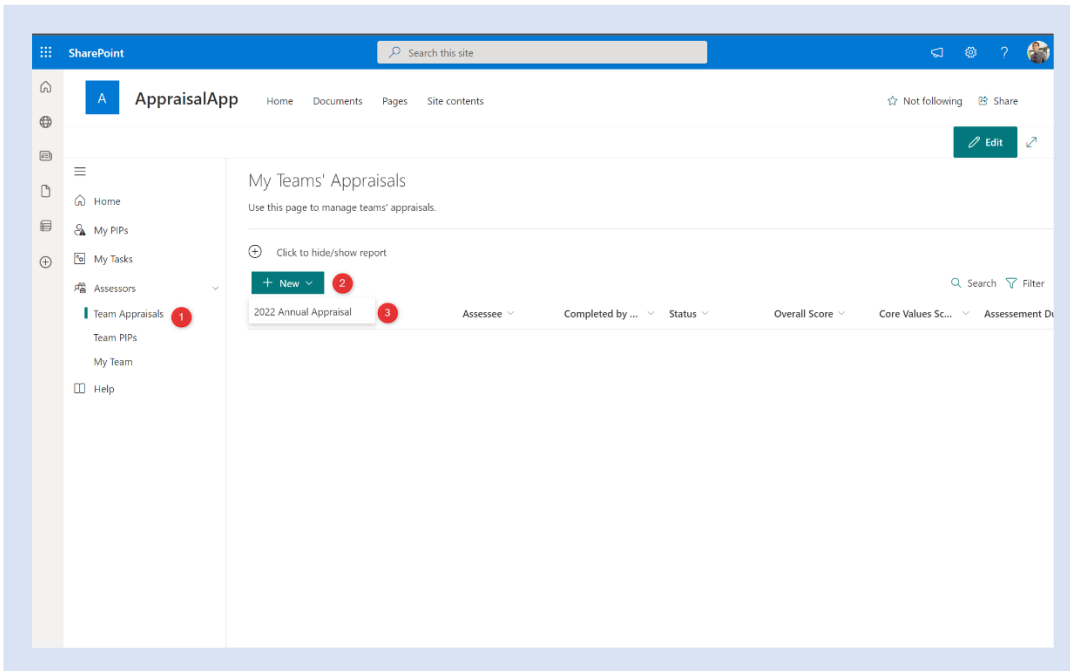 SharePoint
Search this site
?
A
AppraisalApp
Home Documents Pages Site contents
Not following Share
Edit
Home
My PIPs
My Tasks
Assessors
Team Appraisals 1
Team PIPs
My Team
Help
My Teams' Appraisals
Use this page to manage teams' appraisals.
Click to hide/show report
+ New 2
Search Filter
2022 Annual Appraisal 3
Assessee Completed by ... Status Overall Score Core Values Sc... Assessement Du